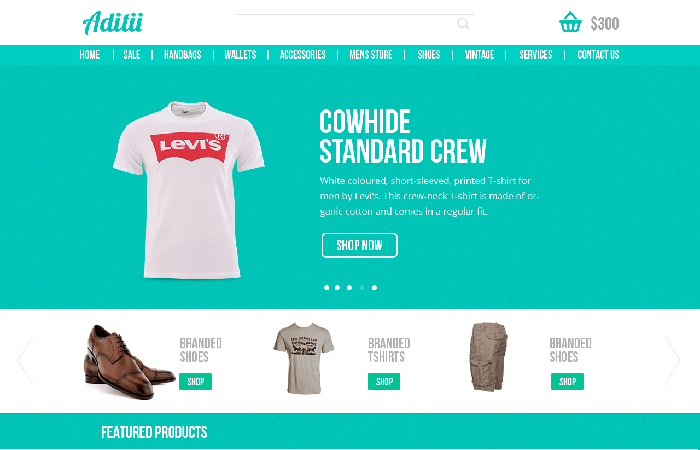 Aditii
$300
HOME
SALE
HANDBAGS
WALLETS
ACCESSORIES
MENS STORE
SHOES
VINTAGE
SERVICES
CONTACT US
LEVI'S
COWHIDE
STANDARD CREW
White coloured, short-sleeved, printed T-shirt for
men by Levi's. This crew-neck T-shirt is made of or-
ganic cotton and comes in a regular fit.
SHOP NOW
BRANDED
SHOES
SHOP
BRANDED
TSHIRTS
SHOP
BRANDED
SHOES
SHOP
FEATURED PRODUCTS